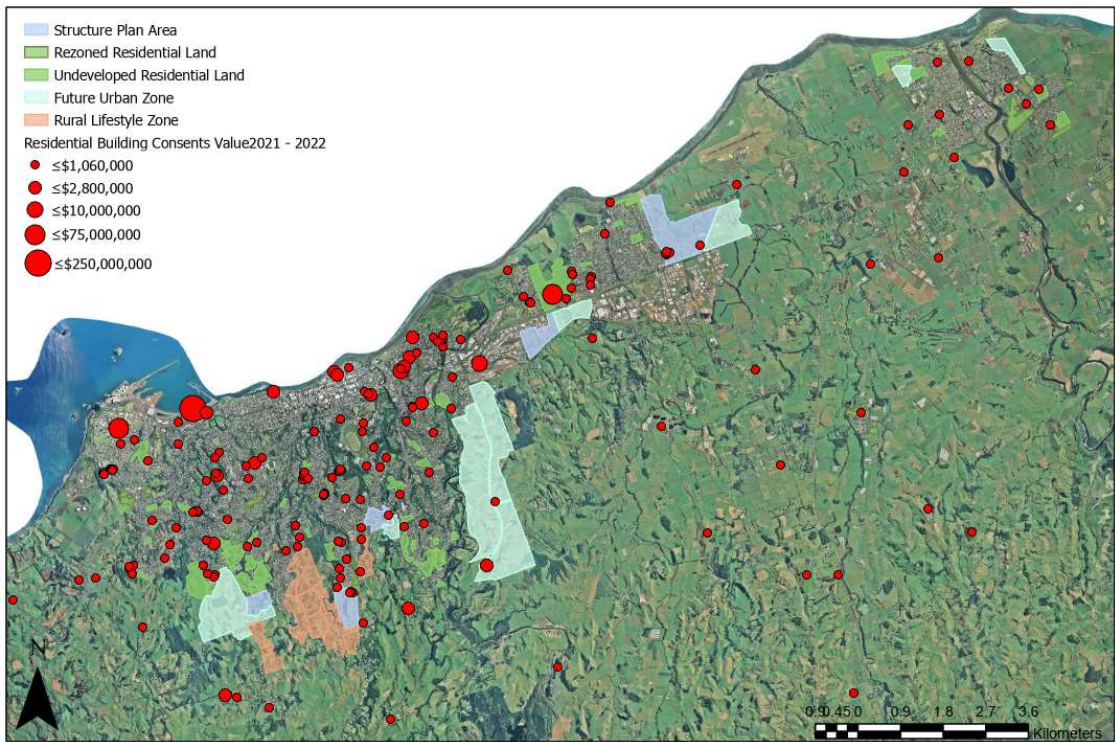 Structure Plan Area
Rezoned Residential Land
Undeveloped Residential Land
Future Urban Zone
Rural Lifestyle Zone
Residential Building Consents Value2021 - 2022
≤$1,060,000
≤$2,800,000
≤$10,000,000
≤$75,000,000
≤$250,000,000
N
0.90.45 0 0.9 1.8 2.7 3.6
Kilometers